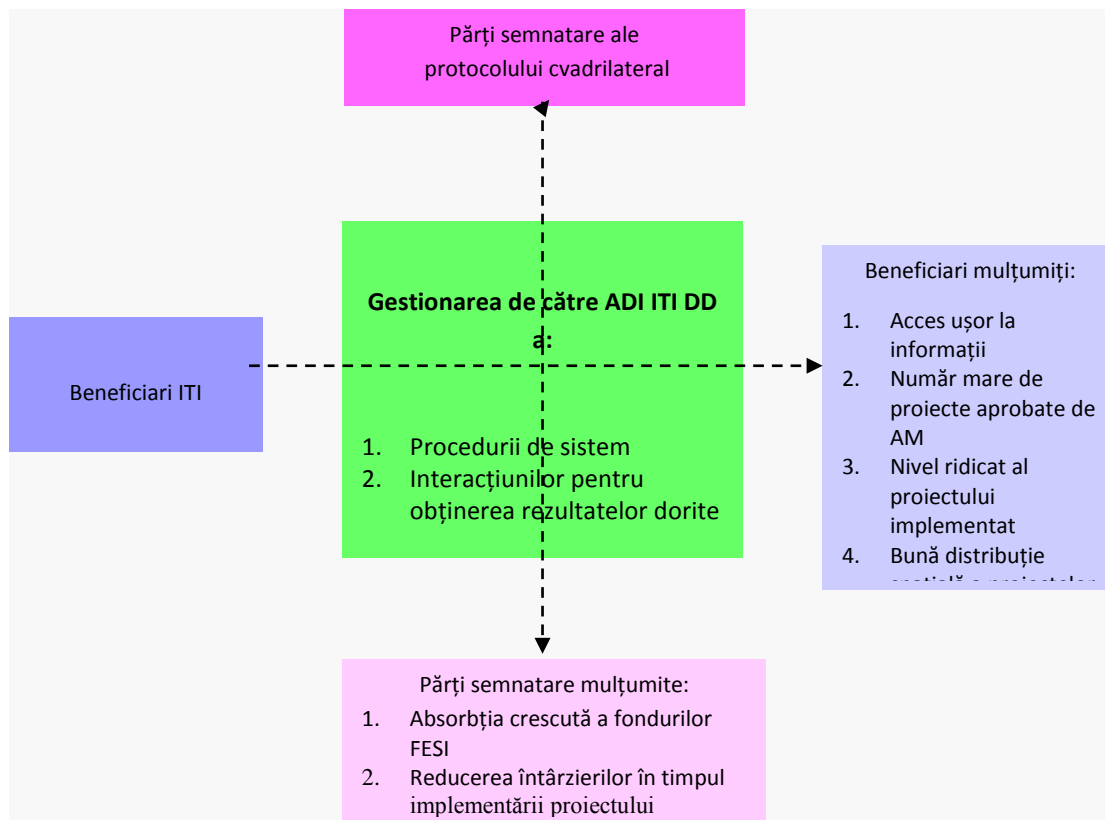 Părți semnatare ale
protocolului cvadrilateral
Gestionarea de către ADI ITI DD
a:
1. Procedurii de sistem
2. Interacțiunilor pentru
obținerea rezultatelor dorite
Beneficiari ITI
Beneficiari mulțumiți:
1. Acces ușor la
informații
2. Număr mare de
proiecte aprobate de
AM
3. Nivel ridicat al
proiectului
implementat
4. Bună distribuție
spațială a proiectelor
Părți semnatare mulțumite:
1. Absorbția crescută a fondurilor
FESI
2. Reducerea întârzierilor în timpul
implementării proiectului